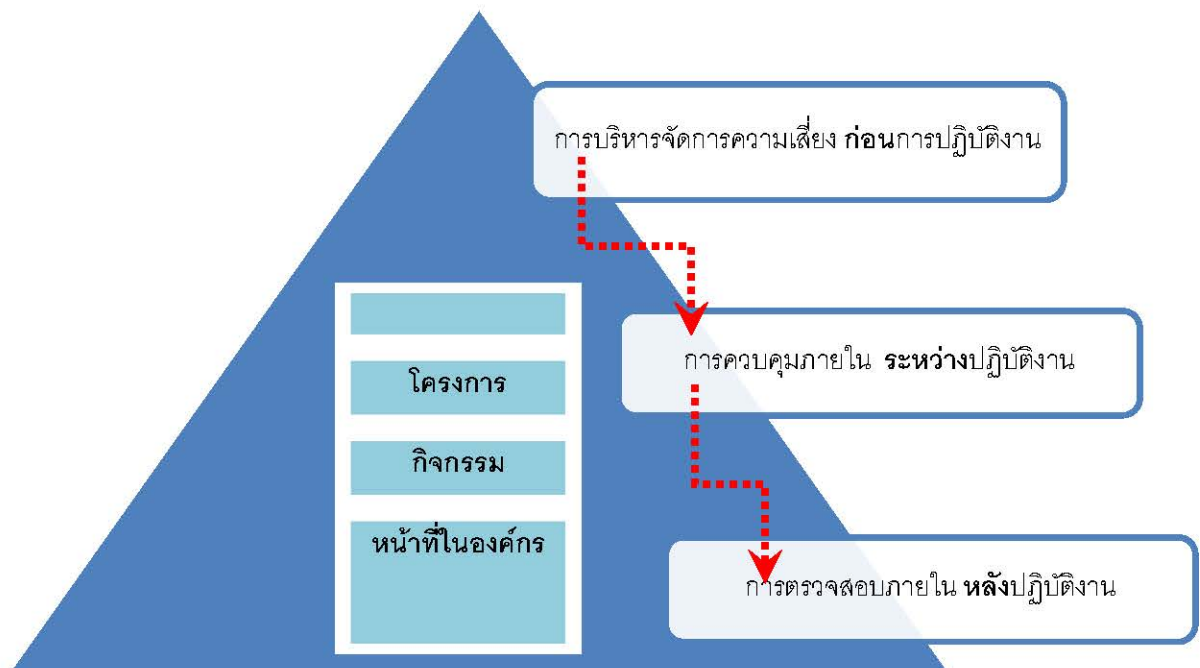 การบริหารจัดการความเสี่ยง ก่อนการปฏิบัติงาน
การควบคุมภายใน ระหว่างปฏิบัติงาน
การตรวจสอบภายใน หลังปฏิบัติงาน
โครงการ
กิจกรรม
หน้าที่ในองค์กร